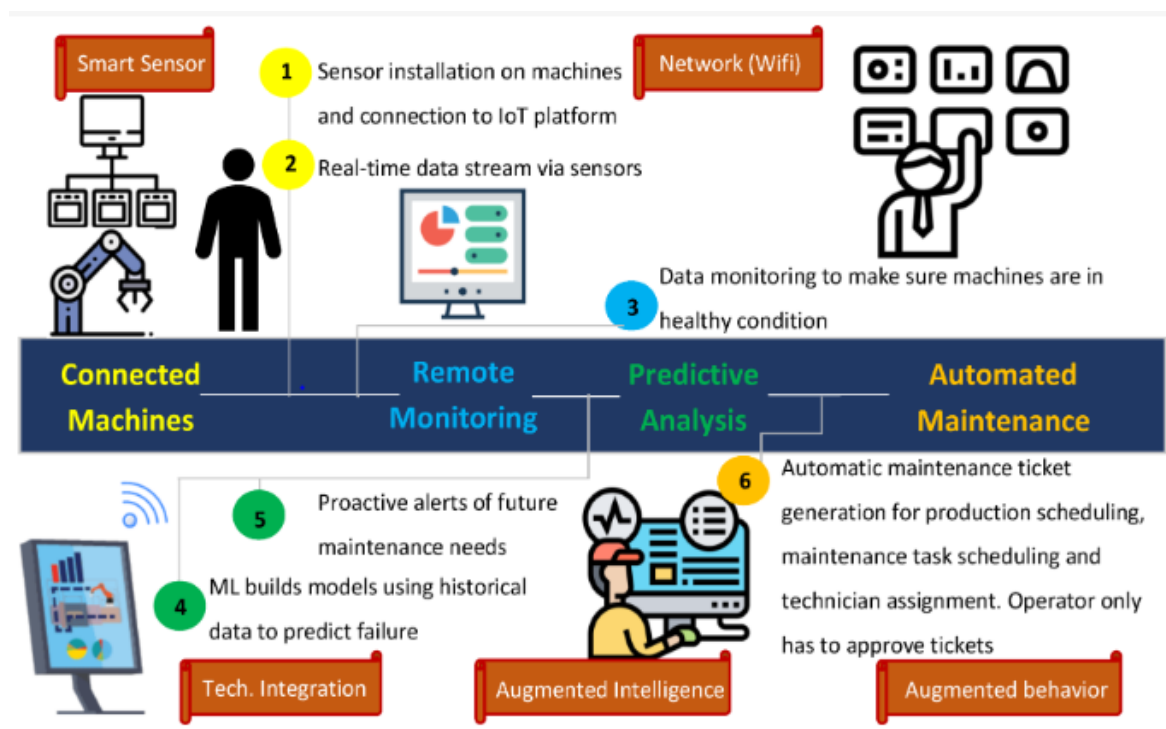 Smart Sensor
1
Sensor installation on machines
and connection to IoT platform
Network (Wifi)
2
Real-time data stream via sensors
3
Data monitoring to make sure machines are in
healthy condition
Connected
Machines
Remote
Monitoring
Predictive
Analysis
Automated
Maintenance
5
Proactive alerts of future
maintenance needs
4
ML builds models using historical
data to predict failure
6
Automatic maintenance ticket
generation for production scheduling,
maintenance task scheduling and
technician assignment. Operator only
has to approve tickets
Tech. Integration
Augmented Intelligence
Augmented behavior